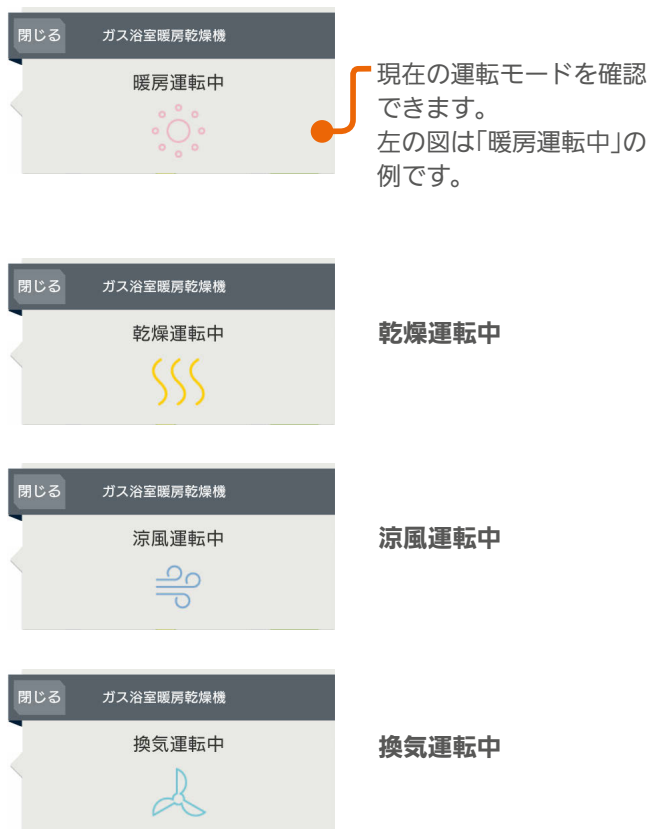 閉じる ガス浴室暖房乾燥機
暖房運転中
現在の運転モードを確認
できます。
左の図は「暖房運転中」の
例です。
閉じる ガス浴室暖房乾燥機
乾燥運転中
乾燥運転中
閉じる ガス浴室暖房乾燥機
涼風運転中
涼風運転中
閉じる ガス浴室暖房乾燥機
換気運転中
換気運転中